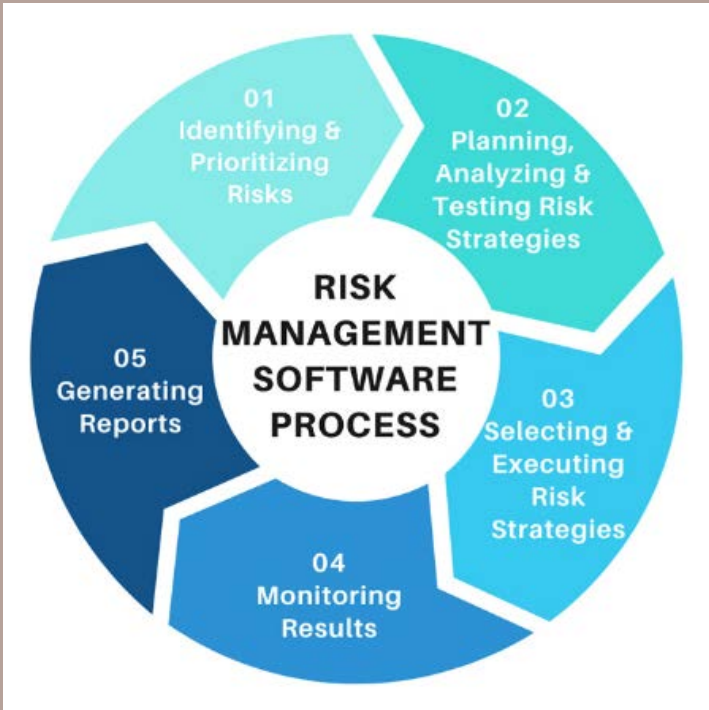 01
Identifying &
Prioritizing
Risks
02
Planning,
Analyzing &
Testing Risk
Strategies
RISK
MANAGEMENT
SOFTWARE
PROCESS
03
Selecting &
Executing
Risk
Strategies
04
Monitoring
Results
05
Generating
Reports